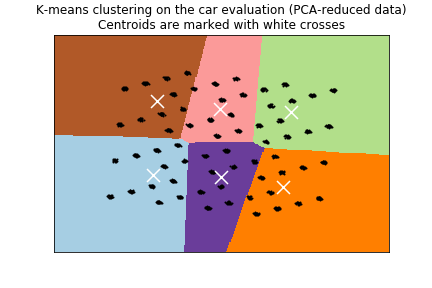 K-means clustering on the car evaluation (PCA-reduced data)
Centroids are marked with white crosses